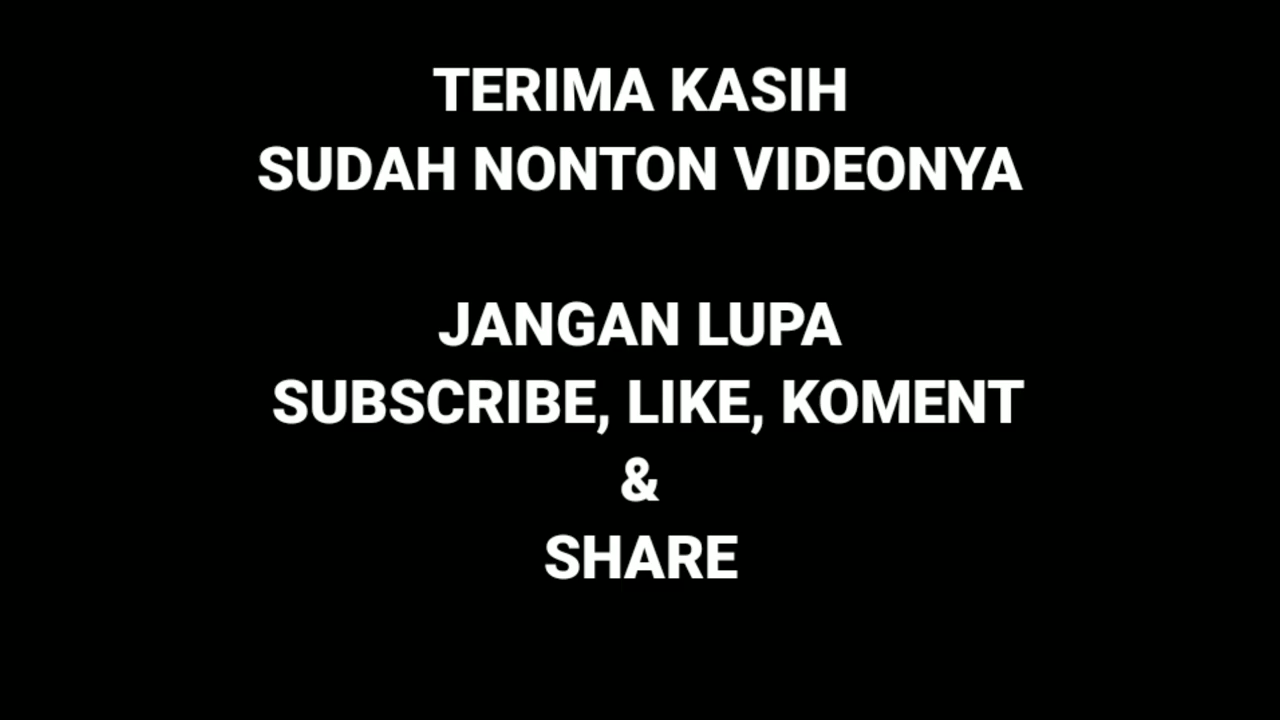 TERIMA KASIH
SUDAH NONTON VIDEONYA
JANGAN LUPA
SUBSCRIBE, LIKE, KOMENT
&
SHARE